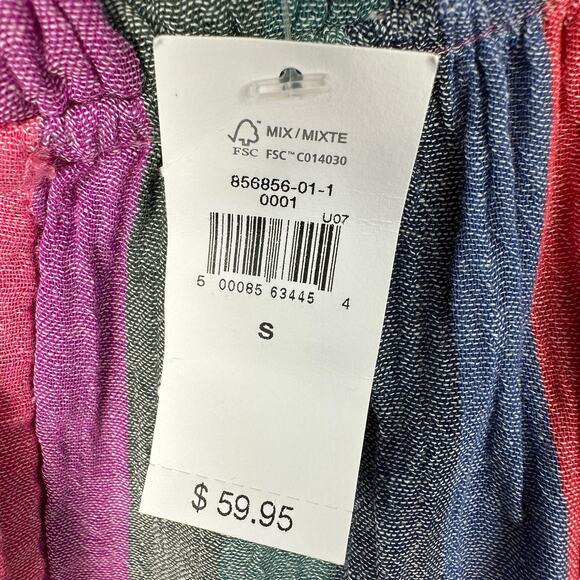 MIX/MIXTE
FSC FSC™ C014030
856856-01-1
0001
U07
5 00085 63445 4
S
$ 59.95